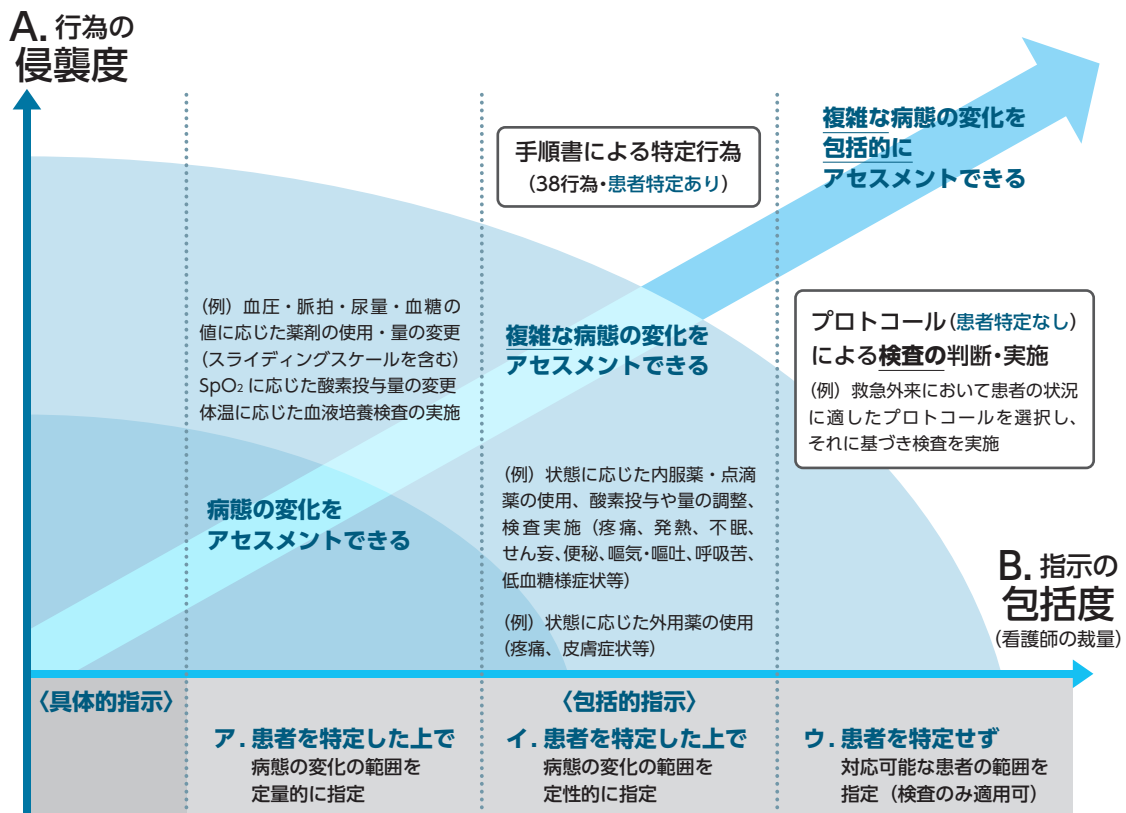 A. 行為の
侵襲度
複雑な病態の変化を
包括的に
アセスメントできる
手順書による特定行為
（38行為・患者特定あり）
（例）血圧・脈拍・尿量・血糖の
値に応じた薬剤の使用・量の変更
（スライディングスケールを含む）
SpO₂ に応じた酸素投与量の変更
体温に応じた血液培養検査の実施
複雑な病態の変化を
アセスメントできる
プロトコール（患者特定なし）
による検査の判断・実施
（例）救急外来において患者の状況
に適したプロトコールを選択し、
それに基づき検査を実施
病態の変化を
アセスメントできる
（例）状態に応じた内服薬・点滴
薬の使用、酸素投与や量の調整、
検査実施（疼痛、発熱、不眠、
せん妄、便秘、嘔気・嘔吐、呼吸苦、
低血糖様症状等）
（例）状態に応じた外用薬の使用
（疼痛、皮膚症状等）
B. 指示の
包括度
（看護師の裁量）
〈具体的指示〉
〈包括的指示〉
ア. 患者を特定した上で
病態の変化の範囲を
定量的に指定
イ. 患者を特定した上で
病態の変化の範囲を
定性的に指定
ウ. 患者を特定せず
対応可能な患者の範囲を
指定（検査のみ適用可）